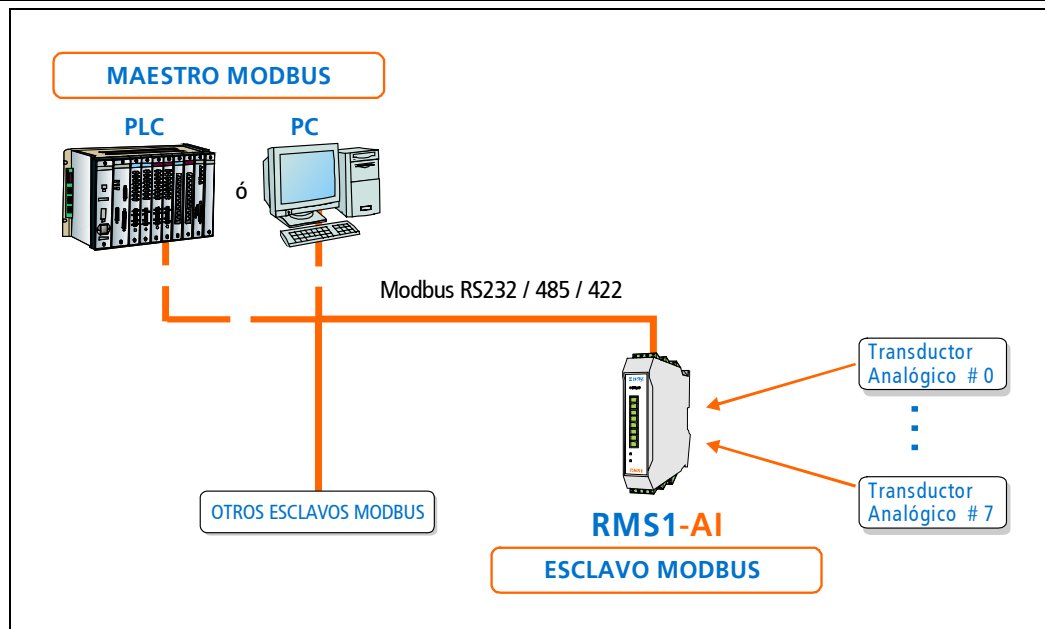 MAESTRO MODBUS
PLC
PC
ó
Modbus RS232 / 485 / 422
Transductor
Analógico # 0
Transductor
Analógico # 7
OTROS ESCLAVOS MODBUS
RMS1-AI
ESCLAVO MODBUS